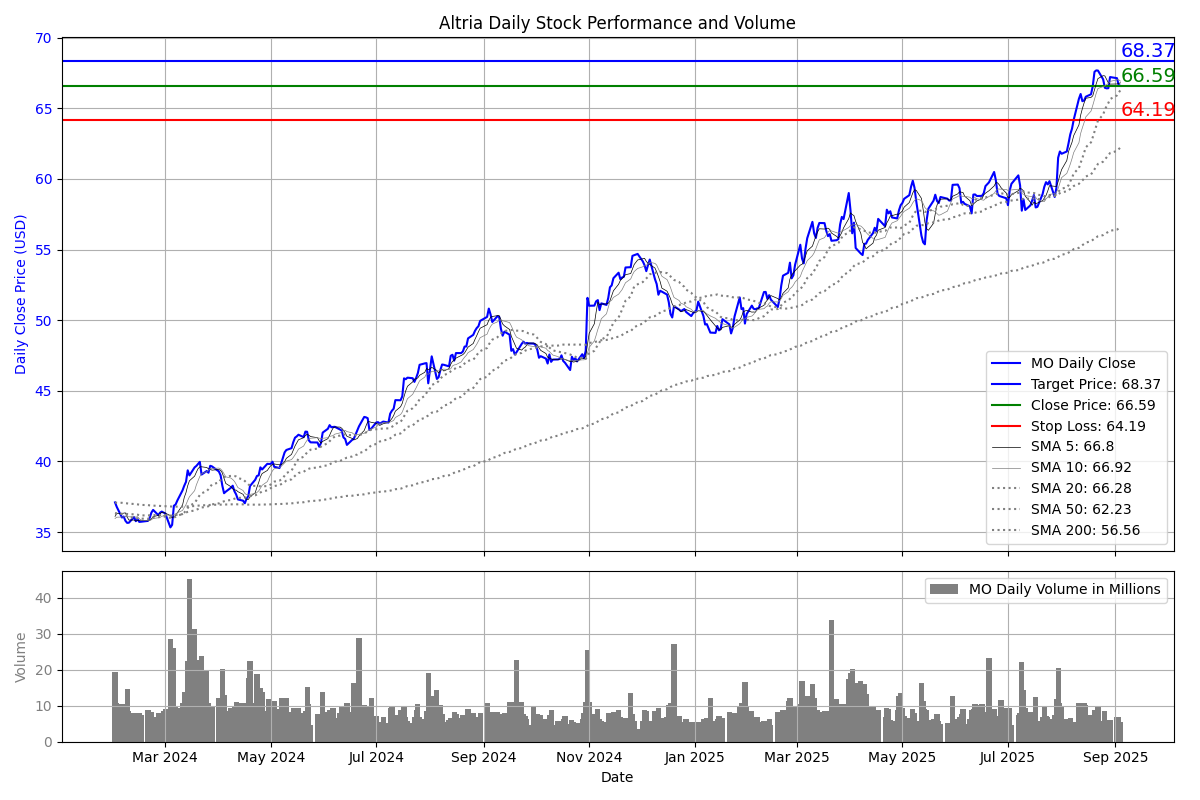 Altria Daily Stock Performance and Volume
70
65
60
55
50
45
40
35
Daily Close Price (USD)
68.37
66.59
64.19
MO Daily Close
Target Price: 68.37
Close Price: 66.59
Stop Loss: 64.19
SMA 5: 66.8
SMA 10: 66.92
SMA 20: 66.28
SMA 50: 62.23
SMA 200: 56.56
MO Daily Volume in Millions
40
30
20
10
0
Volume
Mar 2024 May 2024 Jul 2024 Sep 2024 Nov 2024 Jan 2025 Mar 2025 May 2025 Jul 2025 Sep 2025
Date